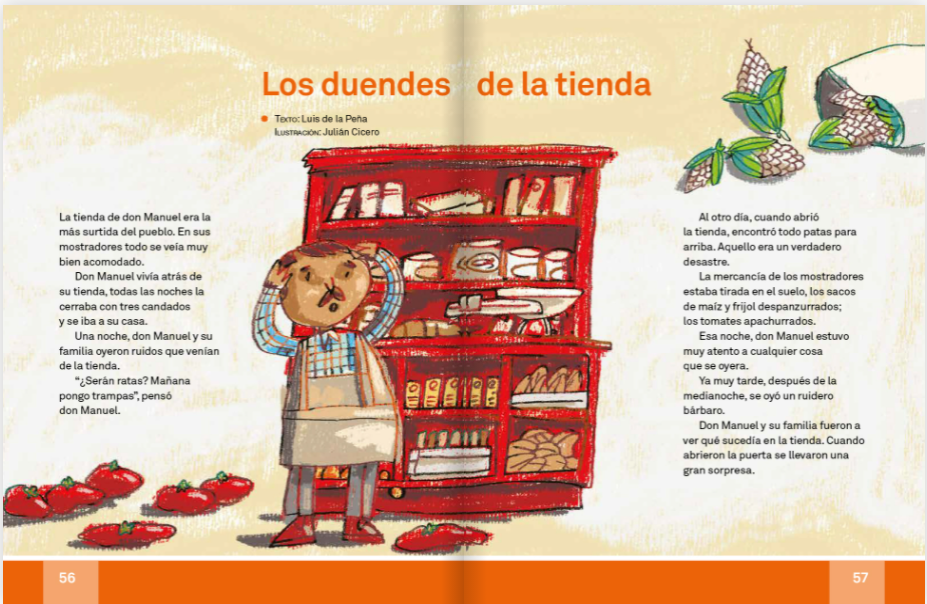 Los duendes de la tienda
Texto: Luis de la Peña
Ilustración: Julián Cicero
La tienda de don Manuel era la
más surtida del pueblo. En sus
mostradores todo se veía muy
bien acomodado.
Don Manuel vivía atrás de
su tienda, todas las noches la
cerraba con tres candados
y se iba a su casa.
Una noche, don Manuel y su
familia oyeron ruidos que venían
de la tienda.
“¿Serán ratas? Mañana
pongo trampas”, pensó
don Manuel.
Al otro día, cuando abrió
la tienda, encontró todo patas para
arriba. Aquello era un verdadero
desastre.
La mercancía de los mostradores
estaba tirada en el suelo, los sacos
de maíz y frijol despanzurrados;
los tomates apachurrados.
Esa noche, don Manuel estuvo
muy atento a cualquier cosa
que se oyera.
Ya muy tarde, después de la
medianoche, se oyó un ruidero
bárbaro.
Don Manuel y su familia fueron a
ver qué sucedía en la tienda. Cuando
abrieron la puerta se llevaron una
gran sorpresa.
56
57